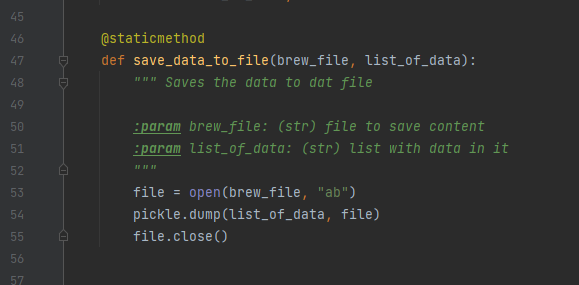 45
46 @staticmethod
47 def save_data_to_file(brew_file, list_of_data):
48 """ Saves the data to dat file
49
50 :param brew_file: (str) file to save content
51 :param list_of_data: (str) list with data in it
52 """
53 file = open(brew_file, "ab")
54 pickle.dump(list_of_data, file)
55 file.close()
56
57